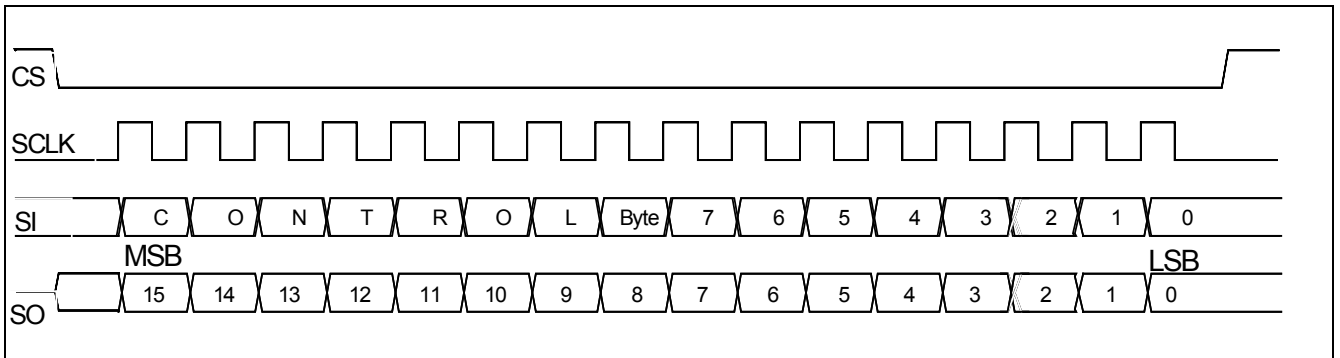 CS
SCLK
SI C O N T R O L Byte 7 6 5 4 3 2 1 0
MSB LSB
SO 15 14 13 12 11 10 9 8 7 6 5 4 3 2 1 0